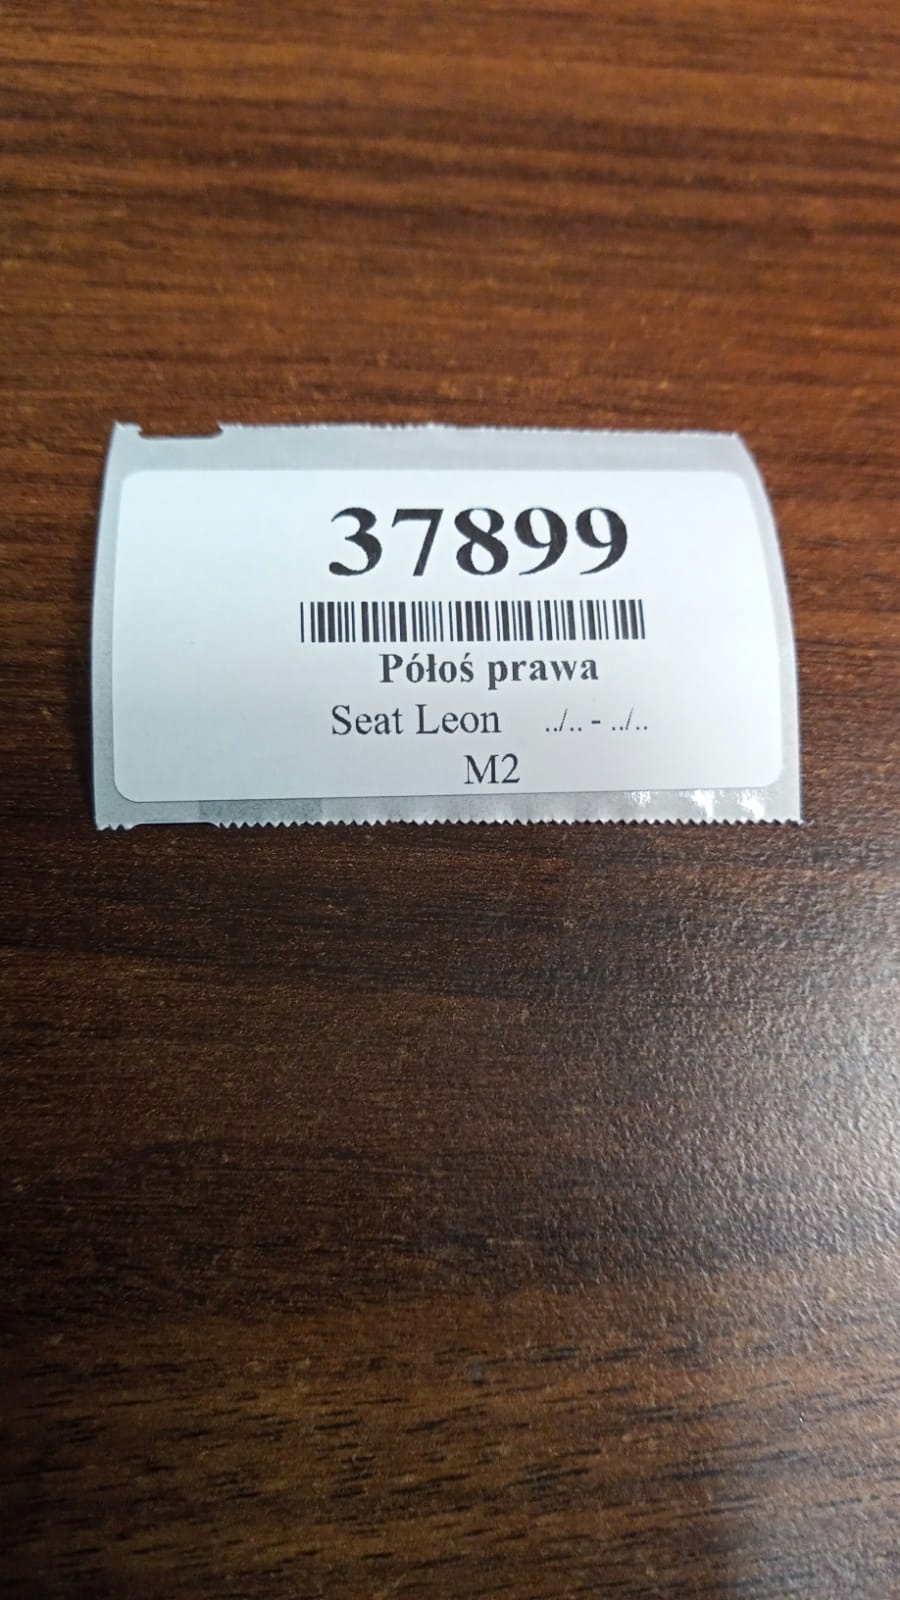 37899
Półoś prawa
Seat Leon ../.. - ../..
M2